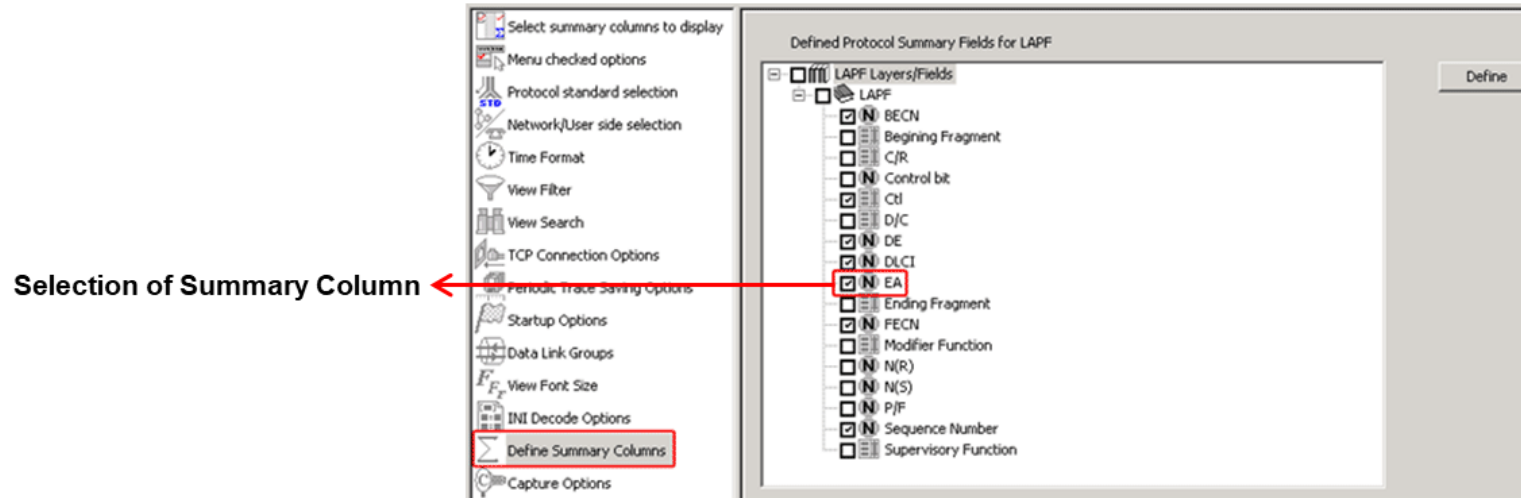 Select summary columns to display
Menu checked options
STD
Protocol standard selection
Network/User side selection
Time Format
View Filter
View Search
TCP Connection Options
Periodic Trace Saving Options
Startup Options
Data Link Groups
View Font Size
INI Decode Options
Define Summary Columns
Capture Options
Selection of Summary Column
Defined Protocol Summary Fields for LAPF
Define
LAPF Layers/Fields
LAPF
N BECN
Begining Fragment
C/R
N Control bit
Ctl
D/C
N DE
N DLCI
N EA
Ending Fragment
N FECN
Modifier Function
N N(R)
N N(S)
N P/F
N Sequence Number
Supervisory Function